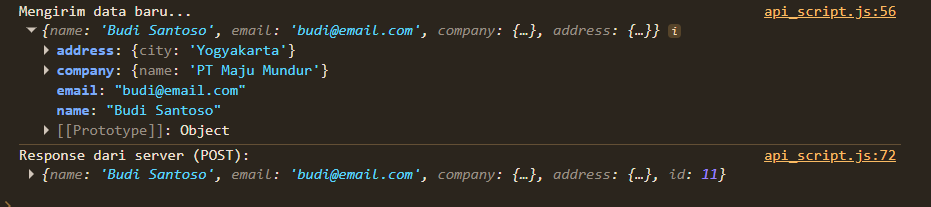 Mengirim data baru... api_script.js:56
▼ {name: 'Budi Santoso', email: 'budi@email.com', company: {…}, address: {…}} i
▶ address: {city: 'Yogyakarta'}
▶ company: {name: 'PT Maju Mundur'}
email: "budi@email.com"
name: "Budi Santoso"
▶ [[Prototype]]: Object
Response dari server (POST): api_script.js:72
▶ {name: 'Budi Santoso', email: 'budi@email.com', company: {…}, address: {…}, id: 11}